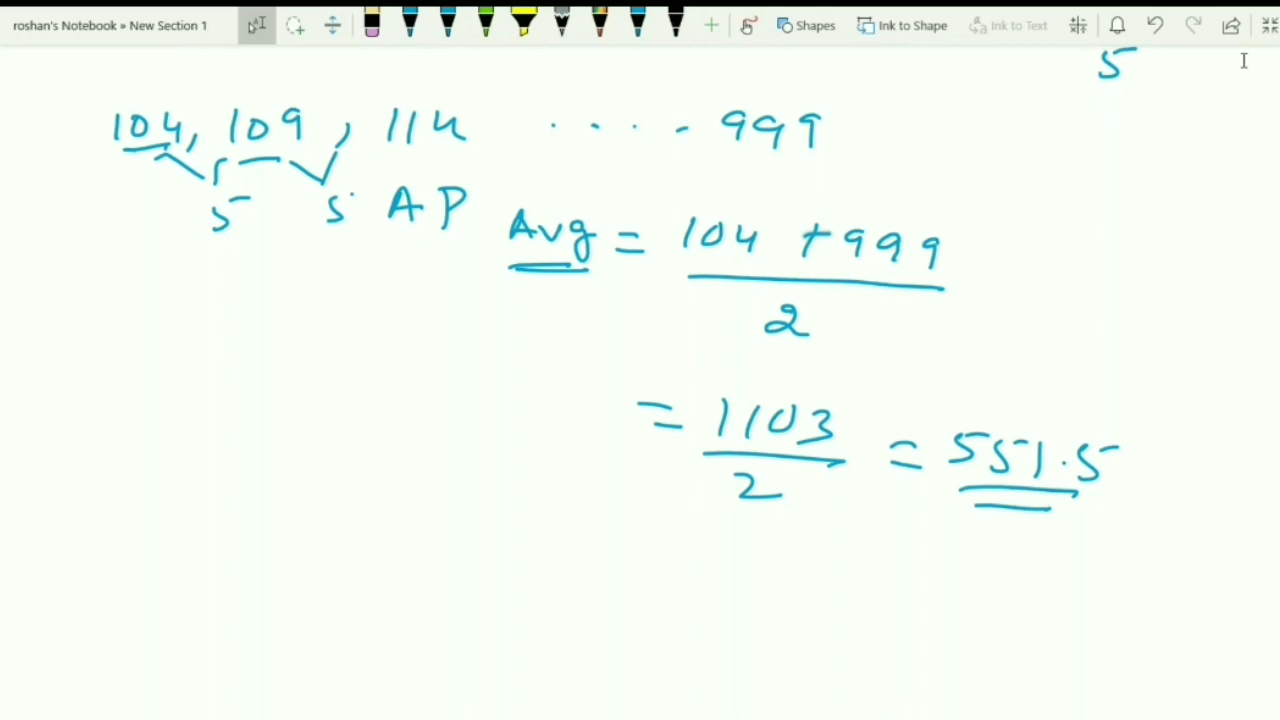 roshan's Notebook » New Section 1
Shapes Ink to Shape Ink to Text
5
104, 109, 114 .... 999
5 5 AP
Avg = 104 + 999
2
= 1103
2
= 551.5